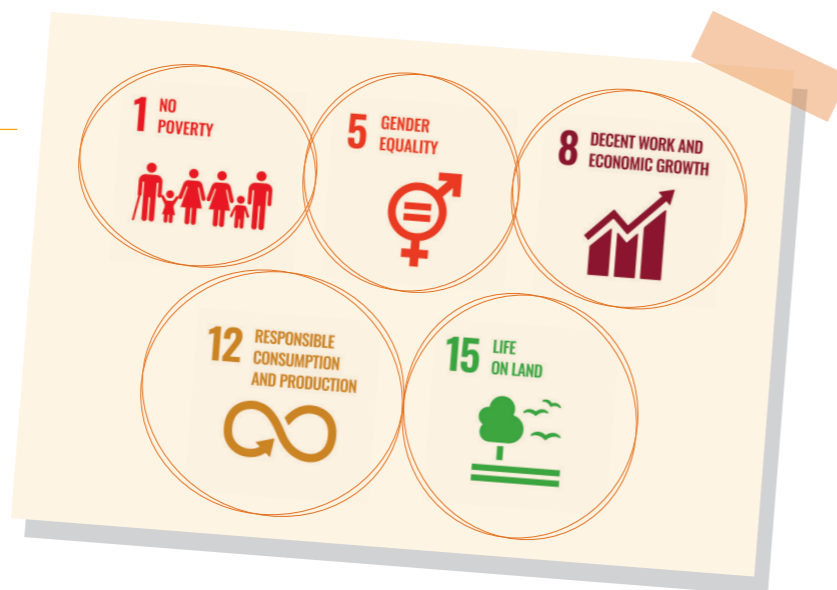 1 NO
POVERTY
5 GENDER
EQUALITY
8 DECENT WORK AND
ECONOMIC GROWTH
12 RESPONSIBLE
CONSUMPTION
AND PRODUCTION
15 LIFE
ON LAND